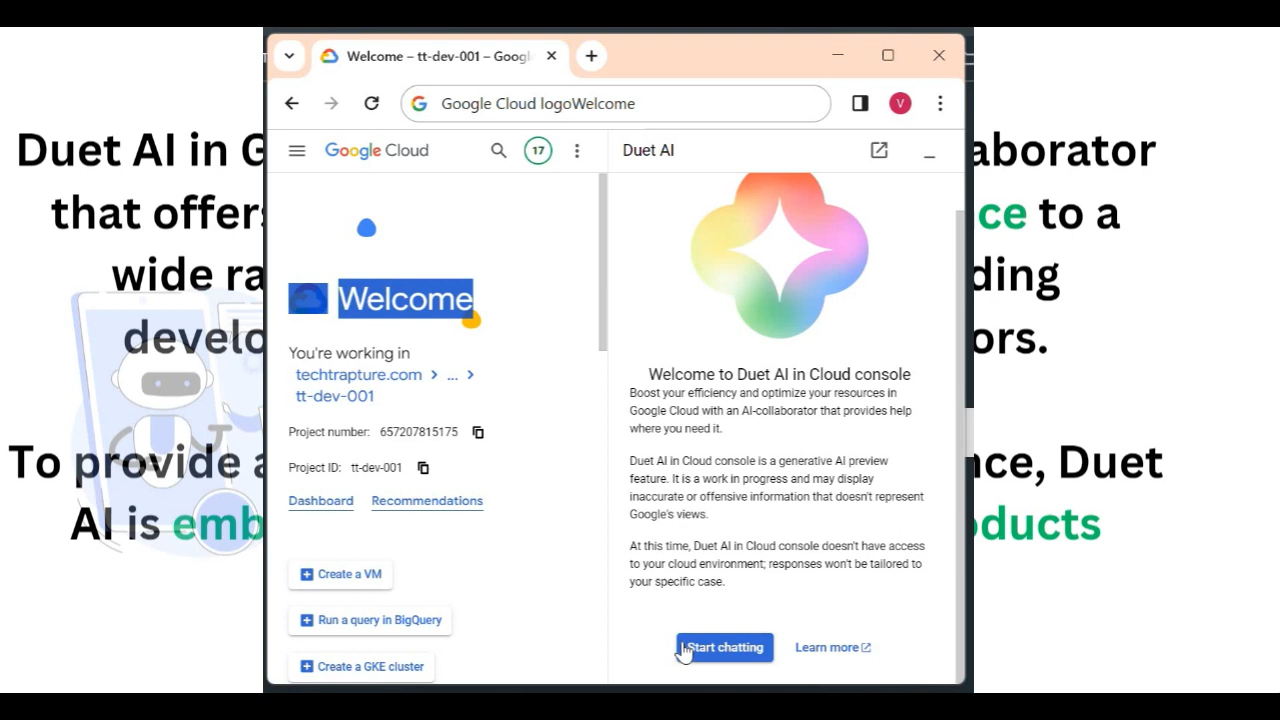 Welcome – tt-dev-001 – Googl
Google Cloud logoWelcome
V
Google Cloud
17
Duet AI
Duet AI in G
aborator
that offers
ce to a
wide ra
ding
develo
ors.
To provide a
nce, Duet
AI is emb
oducts
Welcome
You're working in
techtrapture.com > ... >
tt-dev-001
Project number: 657207815175
Project ID: tt-dev-001
Dashboard Recommendations
Create a VM
Run a query in BigQuery
Create a GKE cluster
Welcome to Duet AI in Cloud console
Boost your efficiency and optimize your resources in
Google Cloud with an AI-collaborator that provides help
where you need it.
Duet AI in Cloud console is a generative AI preview
feature. It is a work in progress and may display
inaccurate or offensive information that doesn't represent
Google's views.
At this time, Duet AI in Cloud console doesn't have access
to your cloud environment; responses won't be tailored to
your specific case.
Start chatting
Learn more